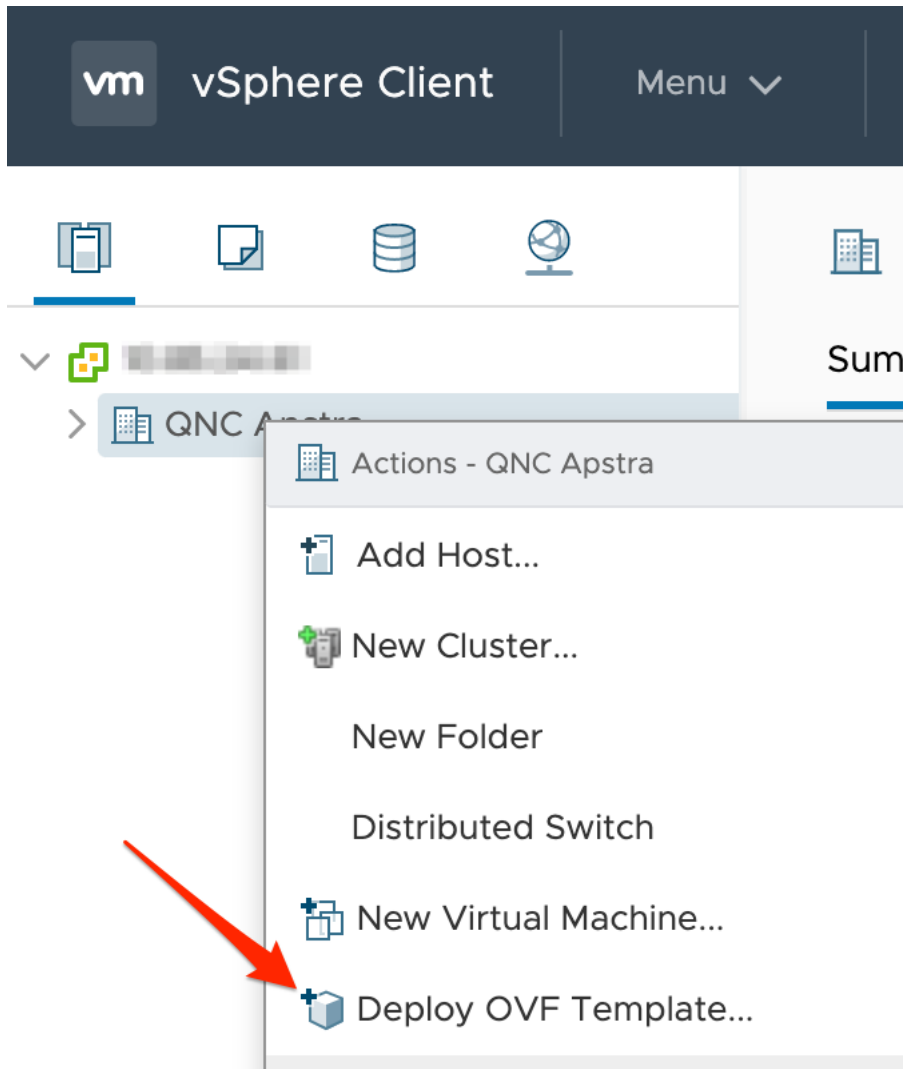 vm vSphere Client Menu
Sum
QNC Apstra
Actions - QNC Apstra
Add Host...
New Cluster...
New Folder
Distributed Switch
New Virtual Machine...
Deploy OVF Template...